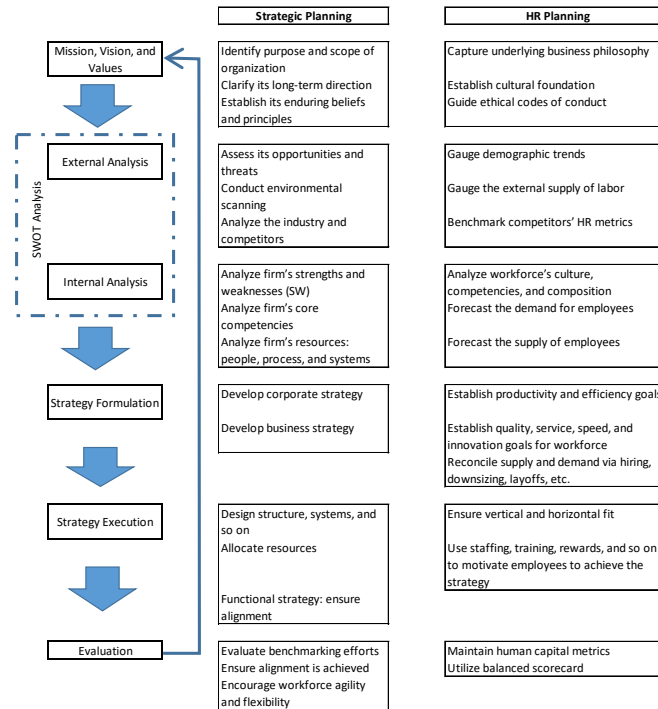 Strategic Planning
HR Planning
Mission, Vision, and
Values
Identify purpose and scope of
organization
Clarify its long-term direction
Establish its enduring beliefs
and principles
Capture underlying business philosophy
Establish cultural foundation
Guide ethical codes of conduct
SWOT Analysis
External Analysis
Assess its opportunities and
threats
Conduct environmental
scanning
Analyze the industry and
competitors
Gauge demographic trends
Gauge the external supply of labor
Benchmark competitors’ HR metrics
Internal Analysis
Analyze firm’s strengths and
weaknesses (SW)
Analyze firm’s core
competencies
Analyze firm’s resources:
people, process, and systems
Analyze workforce’s culture,
competencies, and composition
Forecast the demand for employees
Forecast the supply of employees
Strategy Formulation
Develop corporate strategy
Develop business strategy
Establish productivity and efficiency goals
Establish quality, service, speed, and
innovation goals for workforce
Reconcile supply and demand via hiring,
downsizing, layoffs, etc.
Strategy Execution
Design structure, systems, and
so on
Allocate resources
Functional strategy: ensure
alignment
Ensure vertical and horizontal fit
Use staffing, training, rewards, and so on
to motivate employees to achieve the
strategy
Evaluation
Evaluate benchmarking efforts
Ensure alignment is achieved
Encourage workforce agility
and flexibility
Maintain human capital metrics
Utilize balanced scorecard